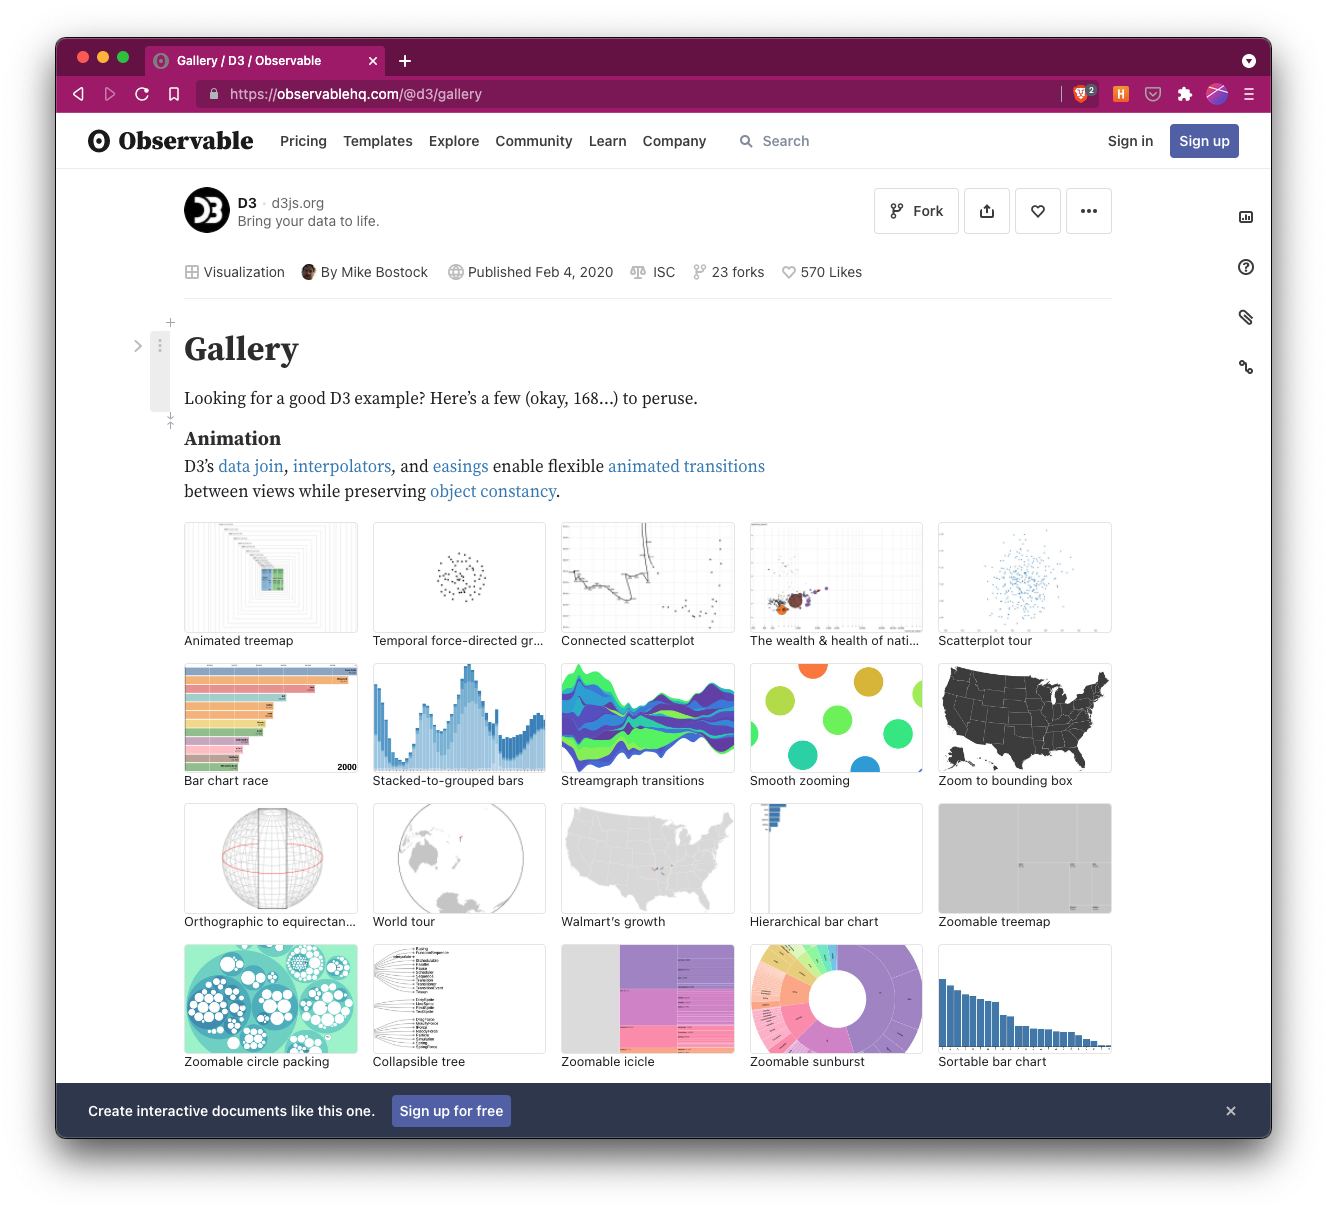 Gallery / D3 / Observable
https://observablehq.com/@d3/gallery
2
H
Observable
Pricing Templates Explore Community Learn Company Search Sign in Sign up
D3 · d3js.org
Bring your data to life.
Fork
Visualization By Mike Bostock Published Feb 4, 2020 ISC 23 forks 570 Likes
Gallery
Looking for a good D3 example? Here’s a few (okay, 168…) to peruse.
Animation
D3’s data join, interpolators, and easings enable flexible animated transitions
between views while preserving object constancy.
Animated treemap Temporal force-directed gr... Connected scatterplot The wealth & health of nati... Scatterplot tour
2000
Bar chart race Stacked-to-grouped bars Streamgraph transitions Smooth zooming Zoom to bounding box
Orthographic to equirectan... World tour Walmart’s growth Hierarchical bar chart Zoomable treemap
Zoomable circle packing Collapsible tree Zoomable icicle Zoomable sunburst Sortable bar chart
Create interactive documents like this one. Sign up for free